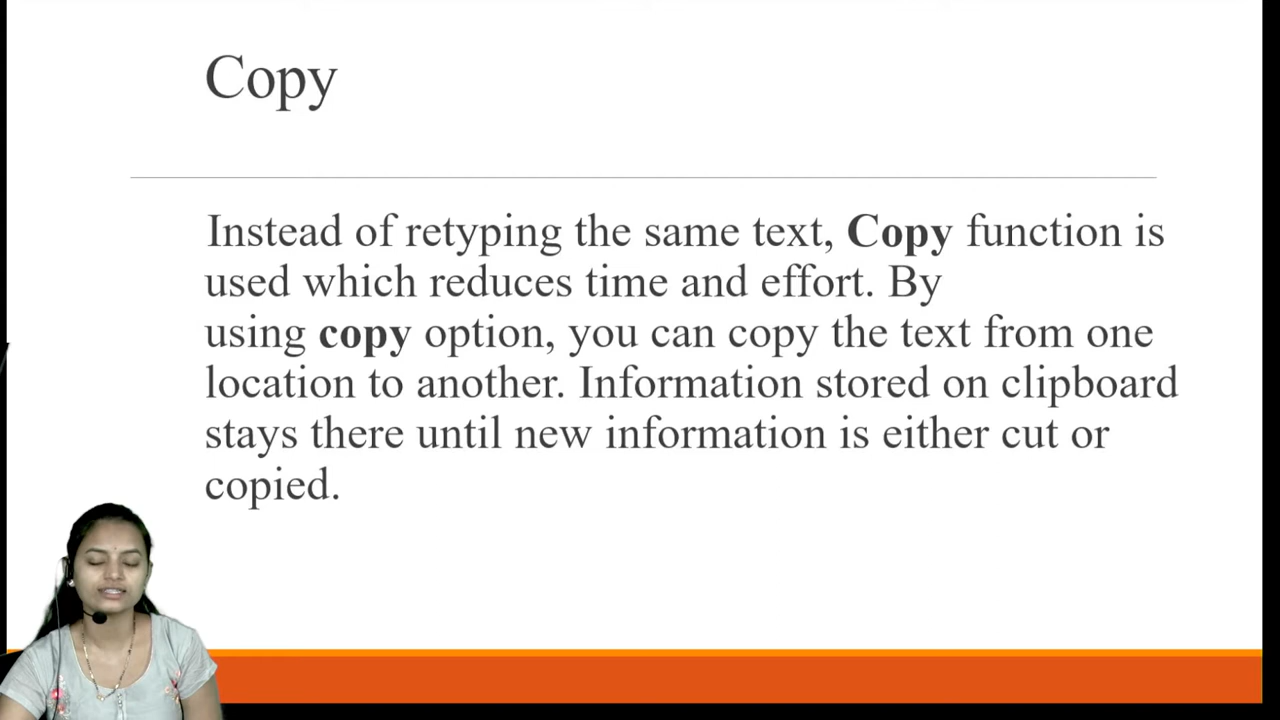 Copy
Instead of retyping the same text, Copy function is
used which reduces time and effort. By
using copy option, you can copy the text from one
location to another. Information stored on clipboard
stays there until new information is either cut or
copied.